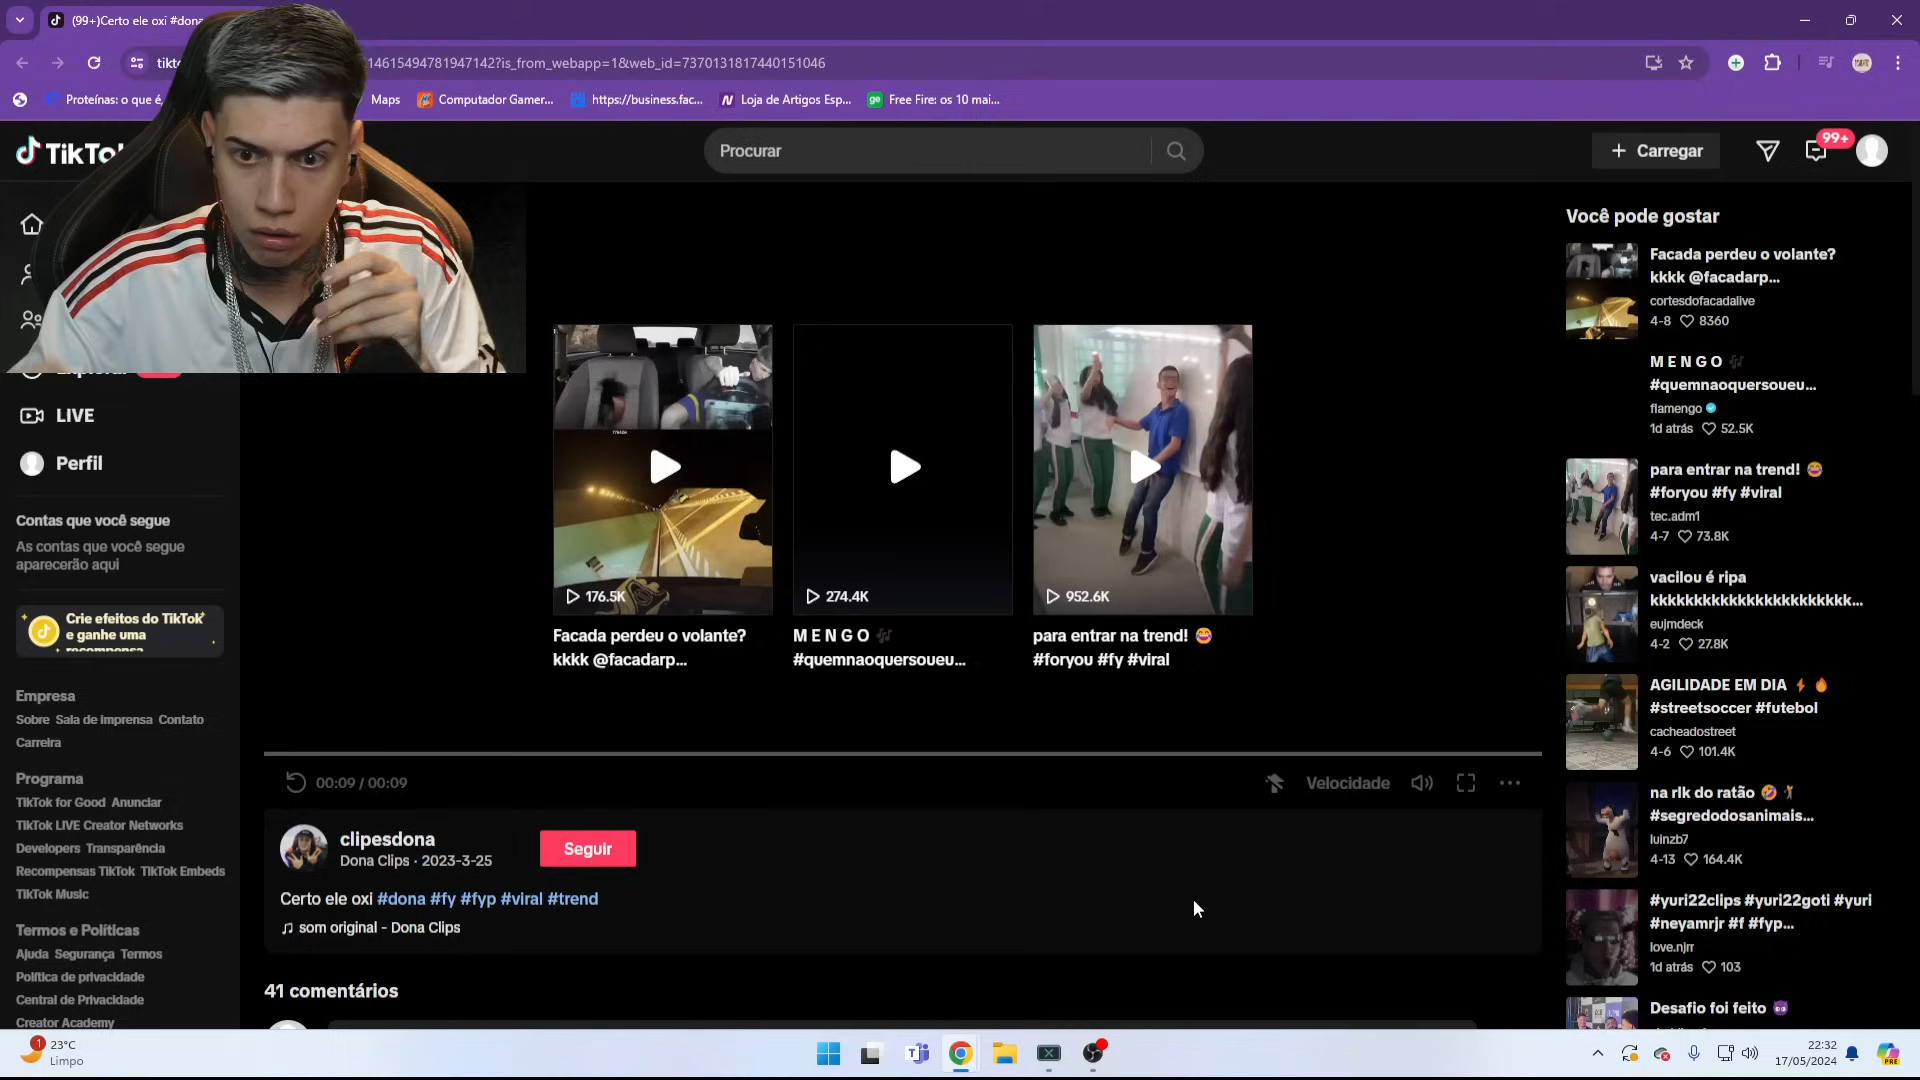 (99+)Certo ele oxi #dona
14615494781947142?is_from_webapp=1&web_id=7370131817440151046
Proteínas: o que é,
Maps
Computador Gamer...
https://business.fac...
Loja de Artigos Esp...
Free Fire: os 10 mai...
Procurar
Carregar
99+
LIVE
Perfil
Contas que você segue
As contas que você segue
aparecerão aqui
Crie efeitos do TikTok
e ganhe uma
recompensa
Empresa
Sobre Sala de Imprensa Contato
Carreira
Programa
TikTok for Good Anunciar
TikTok LIVE Creator Networks
Developers Transparência
Recompensas TikTok TikTok Embeds
TikTok Music
Termos e Políticas
Ajuda Segurança Termos
Política de privacidade
Central de Privacidade
Creator Academy
176.5K
Facada perdeu o volante?
kkkk @facadarp...
274.4K
M E N G O 🎶
#quemnaoquersoueu...
952.6K
para entrar na trend! 😂
#foryou #fy #viral
00:09 / 00:09
Velocidade
clipesdona
Dona Clips · 2023-3-25
Seguir
Certo ele oxi #dona #fy #fyp #viral #trend
som original - Dona Clips
41 comentários
Você pode gostar
Facada perdeu o volante?
kkkk @facadarp...
cortesdofacadalive
4-8 8360
M E N G O 🎶
#quemnaoquersoueu...
flamengo
1d atrás 52.5K
para entrar na trend! 😂
#foryou #fy #viral
tec.adm1
4-7 73.8K
vacilou é ripa
kkkkkkkkkkkkkkkkkkkkkkk...
eujmdeck
4-2 27.8K
AGILIDADE EM DIA ⚡🔥
#streetsoccer #futebol
cacheadostreet
4-6 101.4K
na rlk do ratão 🤣
#segredodosanimais...
luinzb7
4-13 164.4K
#yuri22clips #yuri22goti #yuri
#neyamrjr #f #fyp...
love.njrr
1d atrás 103
Desafio foi feito 😈
1
23°C
Limpo
22:32
17/05/2024